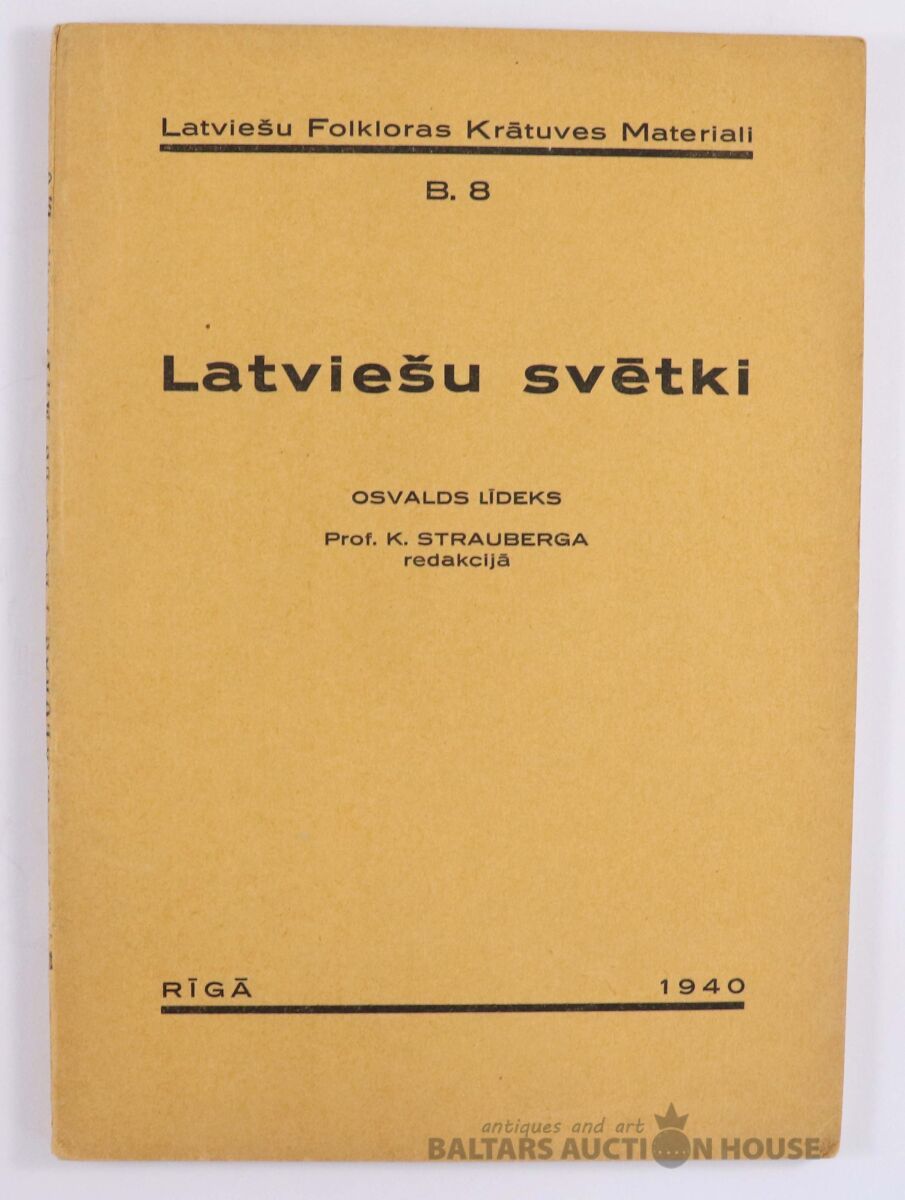 Latviešu Folkloras Krātuves Materiali
B. 8
Latviešu svētki
OSVALDS LĪDEKS
Prof. K. STRAUBERGA
redakcijā
RĪGĀ 1940
antiques and art
BALTARS AUCTION HOUSE